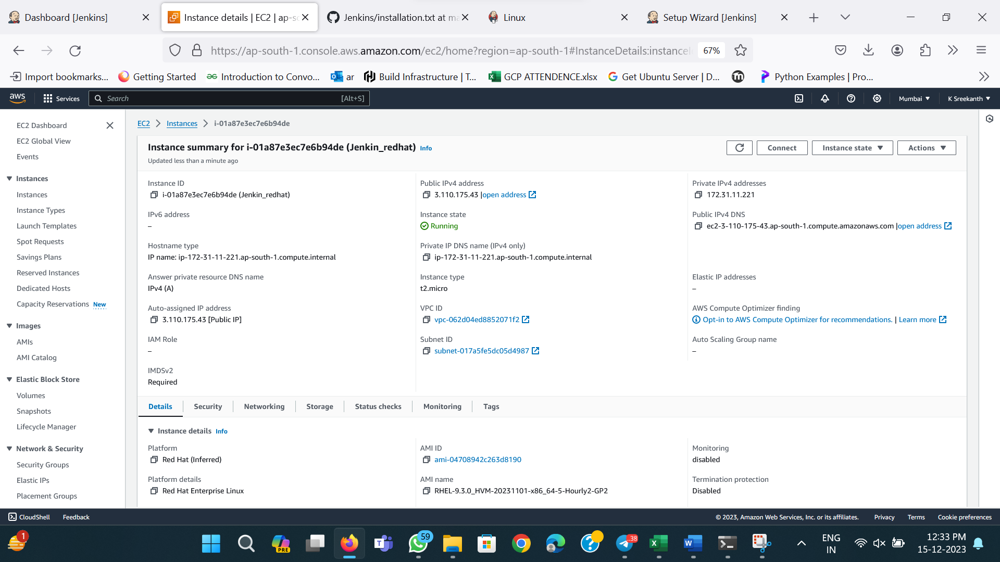 Dashboard [Jenkins]
Instance details | EC2 | ap-so
Jenkins/installation.txt at ma
Linux
Setup Wizard [Jenkins]
https://ap-south-1.console.aws.amazon.com/ec2/home?region=ap-south-1#InstanceDetails:instanceI
67%
Import bookmarks...
Getting Started
Introduction to Convo...
ar
Build Infrastructure | T...
GCP ATTENDENCE.xlsx
Get Ubuntu Server | D...
Python Examples | Pro...
aws
Services
Search
[Alt+S]
Mumbai
K Sreekanth
EC2 Dashboard
EC2 Global View
Events
Instances
Instances
Instance Types
Launch Templates
Spot Requests
Savings Plans
Reserved Instances
Dedicated Hosts
Capacity Reservations New
Images
AMIs
AMI Catalog
Elastic Block Store
Volumes
Snapshots
Lifecycle Manager
Network & Security
Security Groups
Elastic IPs
Placement Groups
EC2
Instances
i-01a87e3ec7e6b94de
Instance summary for i-01a87e3ec7e6b94de (Jenkin_redhat) Info
Updated less than a minute ago
Connect
Instance state
Actions
Instance ID
i-01a87e3ec7e6b94de (Jenkin_redhat)
Public IPv4 address
3.110.175.43 |open address
Private IPv4 addresses
172.31.11.221
IPv6 address
–
Instance state
Running
Public IPv4 DNS
ec2-3-110-175-43.ap-south-1.compute.amazonaws.com |open address
Hostname type
IP name: ip-172-31-11-221.ap-south-1.compute.internal
Private IP DNS name (IPv4 only)
ip-172-31-11-221.ap-south-1.compute.internal
Answer private resource DNS name
IPv4 (A)
Instance type
t2.micro
Elastic IP addresses
–
Auto-assigned IP address
3.110.175.43 [Public IP]
VPC ID
vpc-062d04ed8852071f2
AWS Compute Optimizer finding
Opt-in to AWS Compute Optimizer for recommendations. | Learn more
IAM Role
–
Subnet ID
subnet-017a5fe5dc05d4987
Auto Scaling Group name
–
IMDSv2
Required
Details
Security
Networking
Storage
Status checks
Monitoring
Tags
Instance details Info
Platform
Red Hat (Inferred)
AMI ID
ami-04708942c263d8190
Monitoring
disabled
Platform details
Red Hat Enterprise Linux
AMI name
RHEL-9.3.0_HVM-20231101-x86_64-5-Hourly2-GP2
Termination protection
Disabled
CloudShell
Feedback
© 2023, Amazon Web Services, Inc. or its affiliates.
Privacy
Terms
Cookie preferences
1
PRE
59
..38
ENG
IN
12:33 PM
15-12-2023